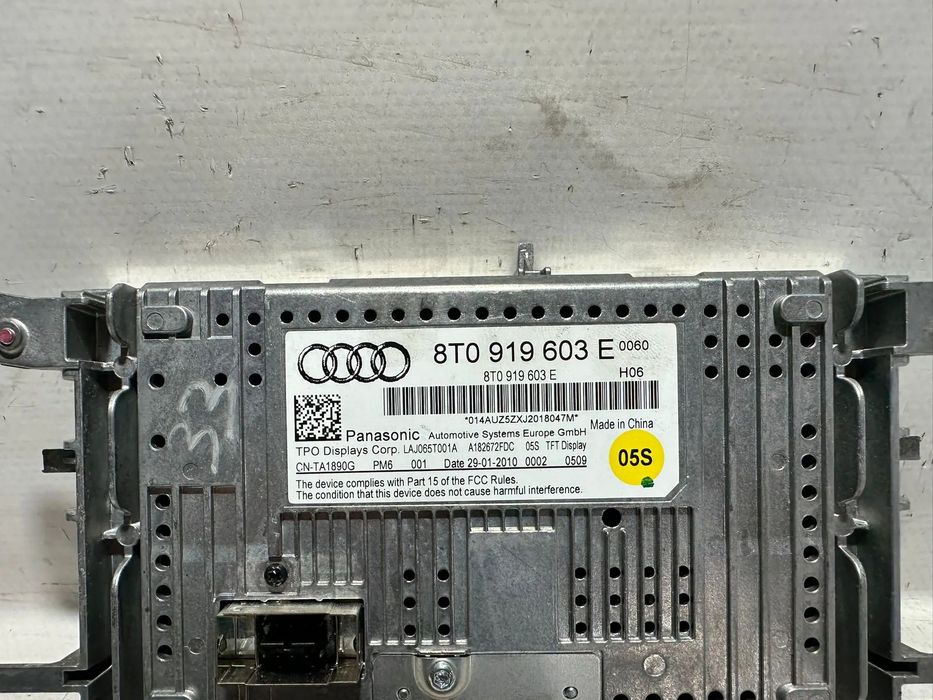 8T0 919 603 E 0060
8T0 919 603 E H06
*014AUZ5ZXJ2018047M*
Panasonic Automotive Systems Europe GmbH Made in China
TPO Displays Corp. LAJ065T001A A182672FDC 05S TFT Display
CN-TA1890G PM6 001 Date 29-01-2010 0002 0509
05S
The device complies with Part 15 of the FCC Rules.
The condition that this device does not cause harmful interference.
33